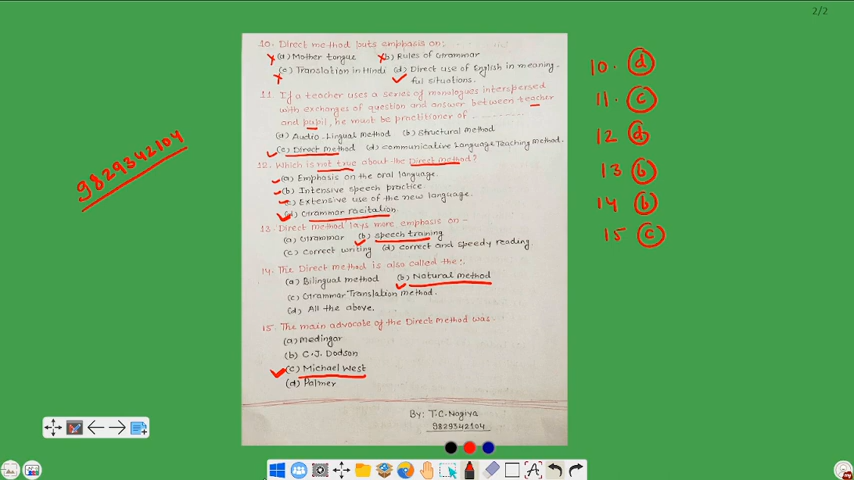 2/2
10. Direct method puts emphasis on:
(a) Mother tongue (b) Rules of Grammar
(c) Translation in Hindi (d) Direct use of English in meaning-
ful situations.
11. If a teacher uses a series of monologues interspersed
with exchanges of question and answer between teacher
and pupil, he must be practitioner of ............
(a) Audio-Lingual Method (b) Structural Method
(c) Direct Method (d) Communicative Language Teaching Method.
12. Which is not true about the Direct method?
(a) Emphasis on the oral language.
(b) Intensive speech practice.
(c) Extensive use of the new language.
(d) Grammar recitation
13. Direct method lays more emphasis on -
(a) Grammar (b) speech training
(c) Correct writing (d) correct and speedy reading
14. The Direct method is also called the:
(a) Bilingual method (b) Natural method
(c) Grammar Translation method.
(d) All the above.
15. The main advocate of the Direct Method was.
(a) Medingar
(b) C.J. Dodson
(c) Michael West
(d) Palmer
By: T.C. Nogiya
9829342104
9829342104
10. d
11. c
12 d
13 b
14 b
15 c